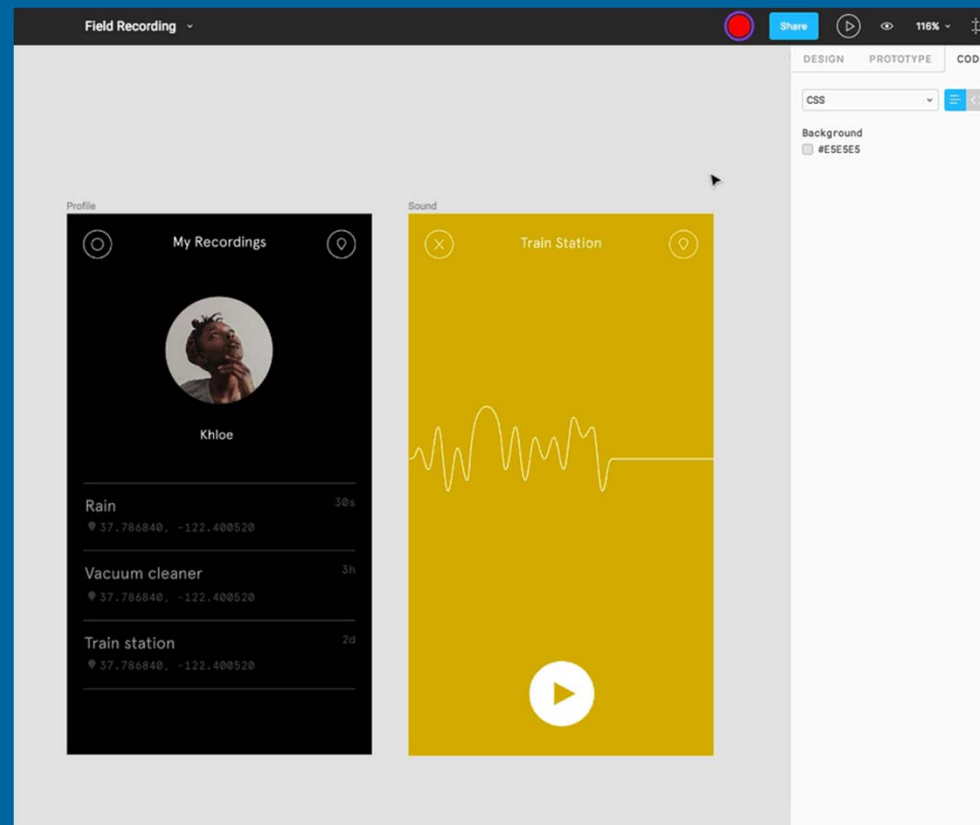 Field Recording
Share
116%
DESIGN PROTOTYPE COD
CSS
Background
#E5E5E5
Profile
My Recordings
Khloe
Rain 30s
37.786840, -122.400520
Vacuum cleaner 3h
37.786840, -122.400520
Train station 2d
37.786840, -122.400520
Sound
Train Station